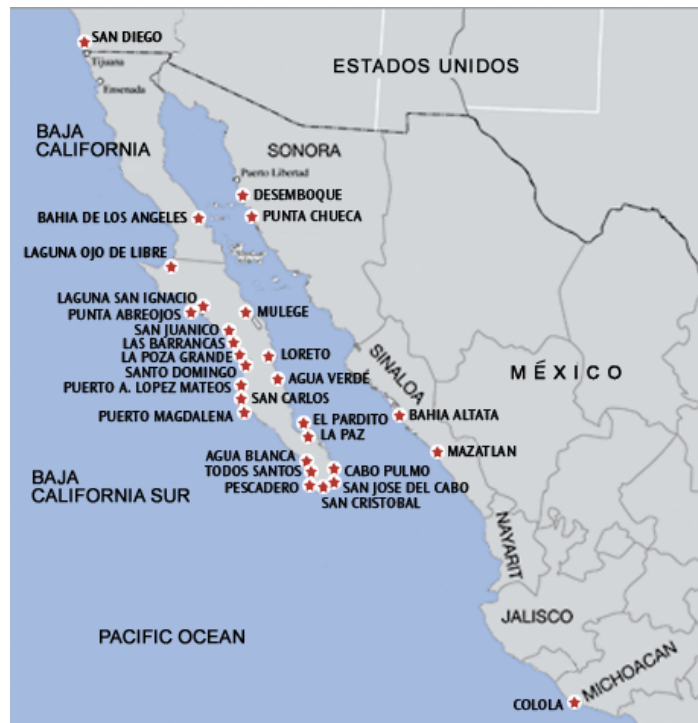 SAN DIEGO
Tijuana
Ensenada
ESTADOS UNIDOS
BAJA
CALIFORNIA
SONORA
Puerto Libertad
DESEMBOQUE
BAHIA DE LOS ANGELES
PUNTA CHUECA
LAGUNA OJO DE LIBRE
LAGUNA SAN IGNACIO
PUNTA ABREOJOS
MULEGE
SAN JUANICO
LAS BARRANCAS
LA POZA GRANDE
LORETO
SANTO DOMINGO
AGUA VERDÉ
SINALOA
MÉXICO
PUERTO A. LOPEZ MATEOS
SAN CARLOS
PUERTO MAGDALENA
BAHIA ALTATA
EL PARDITO
LA PAZ
MAZATLAN
AGUA BLANCA
TODOS SANTOS
CABO PULMO
PESCADERO
SAN JOSE DEL CABO
SAN CRISTOBAL
BAJA
CALIFORNIA SUR
NAYARIT
JALISCO
PACIFIC OCEAN
MICHOACAN
COLOLA